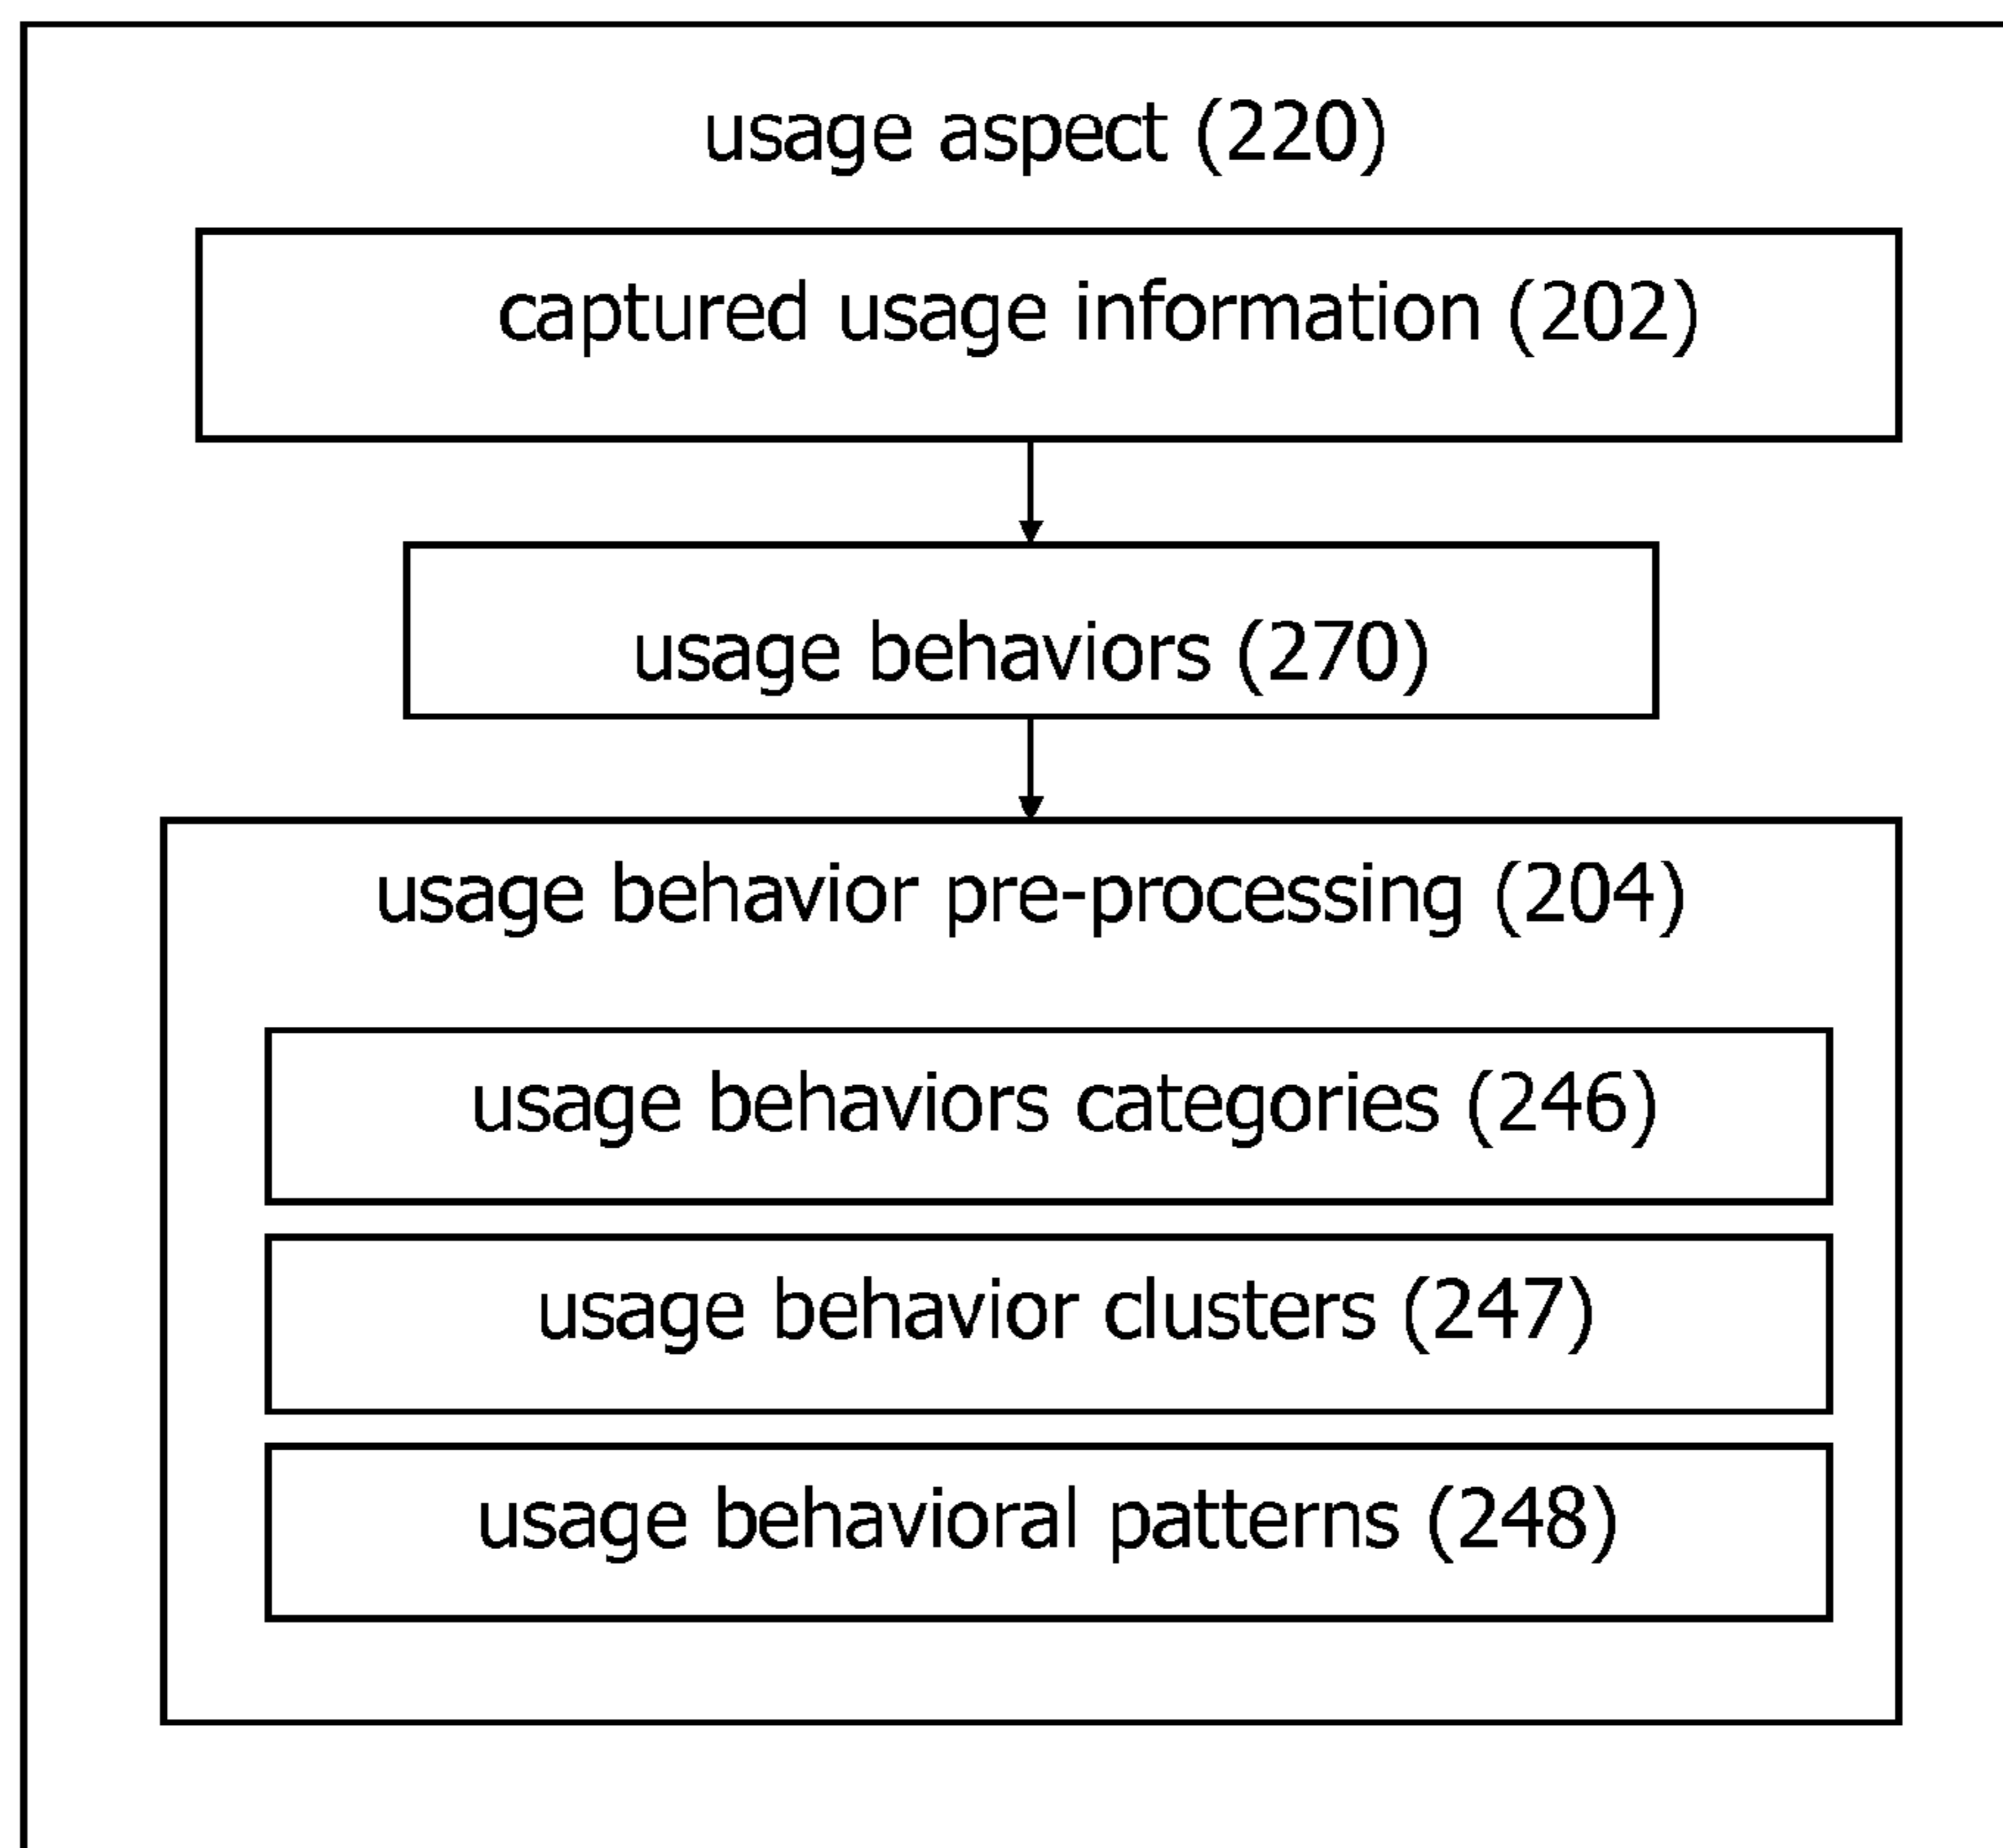 usage aspect (220)
captured usage information (202)
usage behaviors (270)
usage behavior pre-processing (204)
usage behaviors categories (246)
usage behavior clusters (247)
usage behavioral patterns (248)